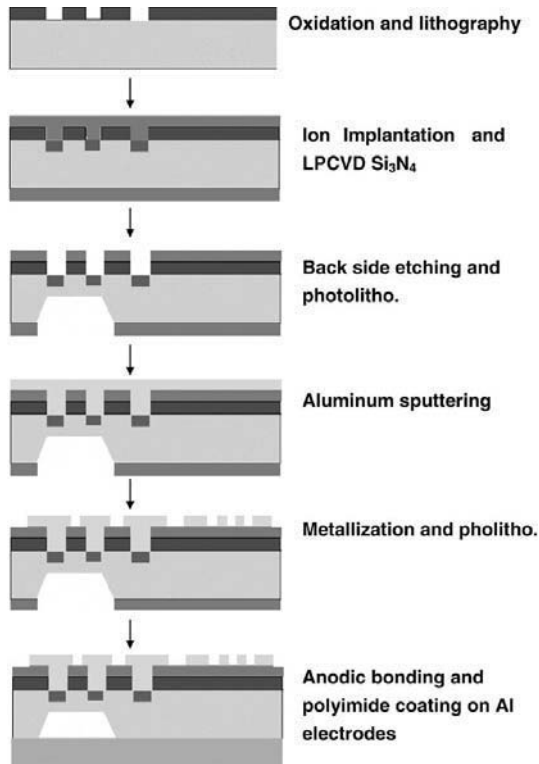 Oxidation and lithography
Ion Implantation and
LPCVD Si₃N₄
Back side etching and
photolitho.
Aluminum sputtering
Metallization and pholitho.
Anodic bonding and
polyimide coating on Al
electrodes